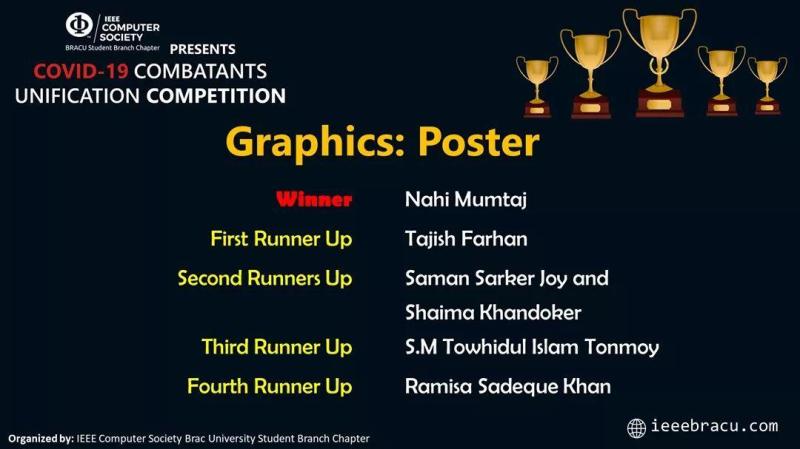 IEEE
COMPUTER
SOCIETY
BRACU Student Branch Chapter PRESENTS
COVID-19 COMBATANTS
UNIFICATION COMPETITION
Graphics: Poster
Winner Nahi Mumtaj
First Runner Up Tajish Farhan
Second Runners Up Saman Sarker Joy and
Shaima Khandoker
Third Runner Up S.M Towhidul Islam Tonmoy
Fourth Runner Up Ramisa Sadeque Khan
ieeebracu.com
Organized by: IEEE Computer Society Brac University Student Branch Chapter